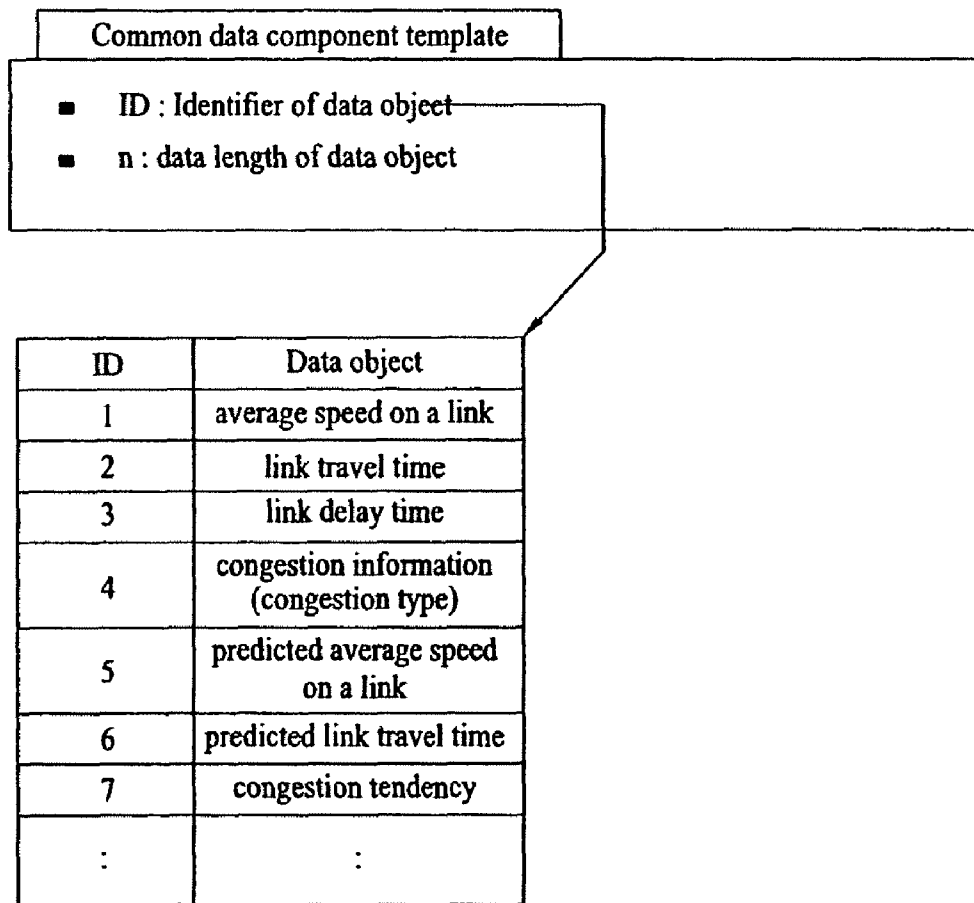 Common data component template
▪ ID : Identifier of data object
▪ n : data length of data object
ID Data object
1 average speed on a link
2 link travel time
3 link delay time
4 congestion information
(congestion type)
5 predicted average speed
on a link
6 predicted link travel time
7 congestion tendency
: :